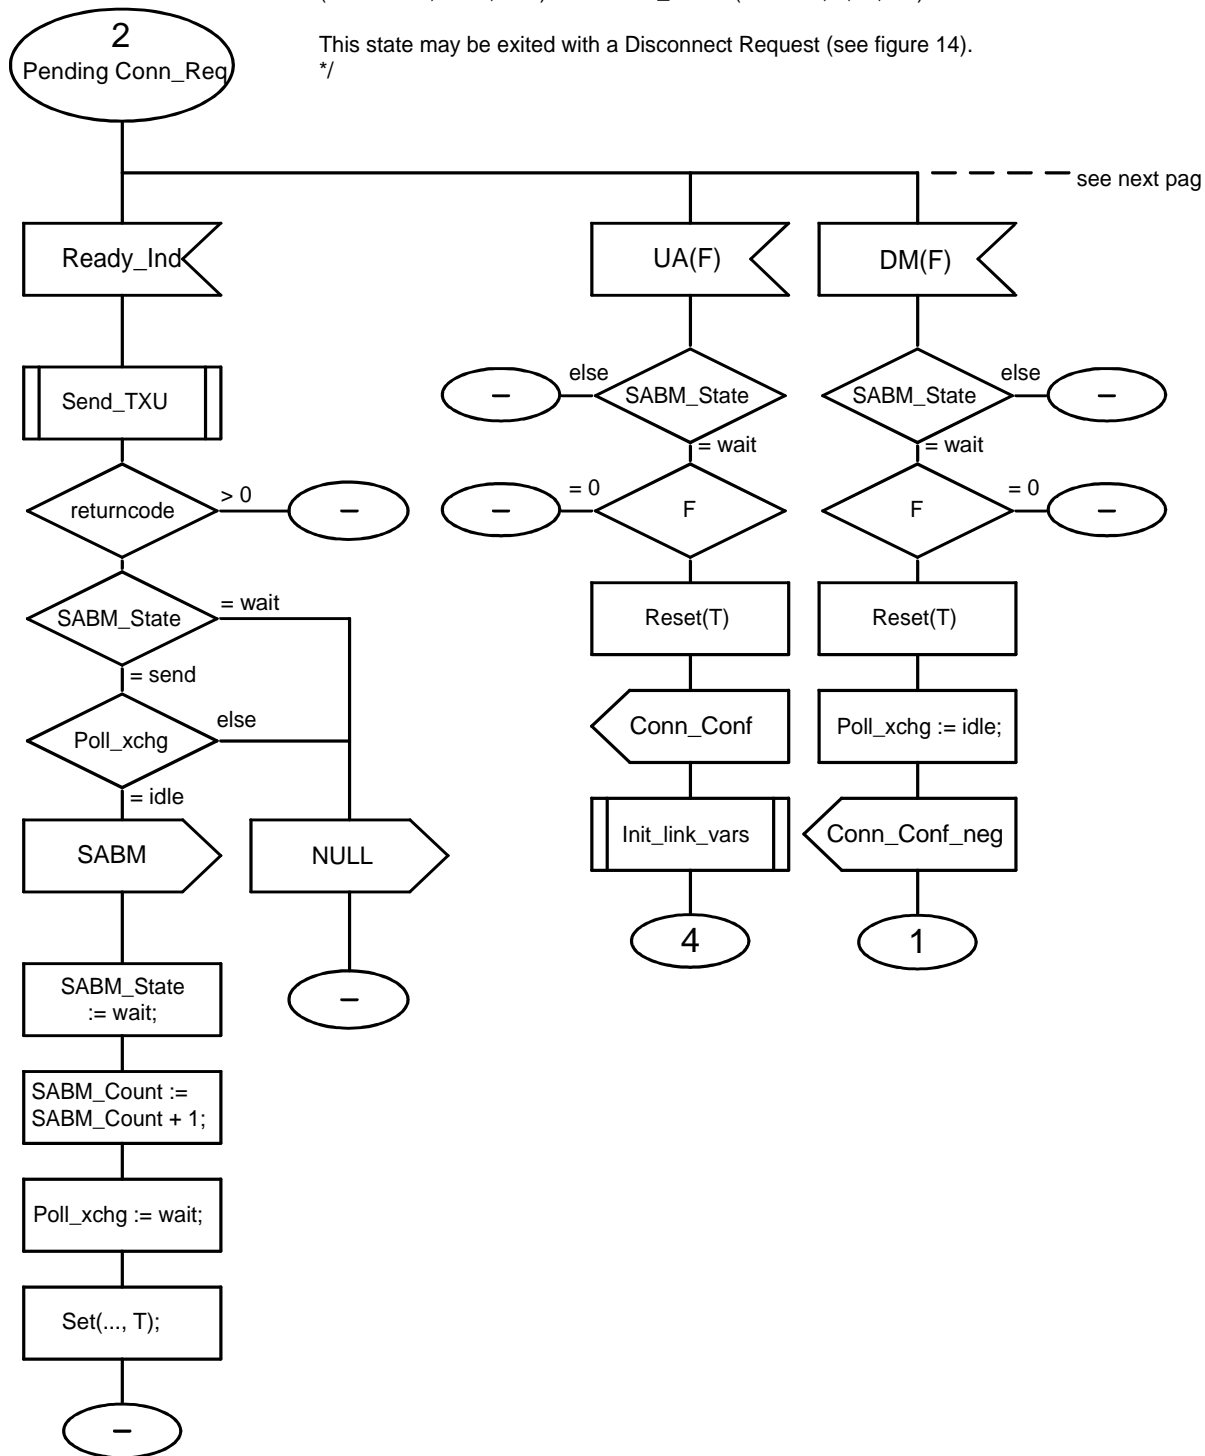 2
Pending Conn_Req
This state may be exited with a Disconnect Request (see figure 14).
*/
see next pag
Ready_Ind
UA(F)
DM(F)
Send_TXU
else
SABM_State
= wait
SABM_State
else
= wait
returncode
> 0
–
–
–
= 0
F
F
= 0
–
–
–
SABM_State
= wait
= send
Reset(T)
Reset(T)
Poll_xchg
else
= idle
Conn_Conf
Poll_xchg := idle;
SABM
NULL
Init_link_vars
Conn_Conf_neg
4
1
SABM_State
:= wait;
–
SABM_Count :=
SABM_Count + 1;
Poll_xchg := wait;
Set(..., T);
–